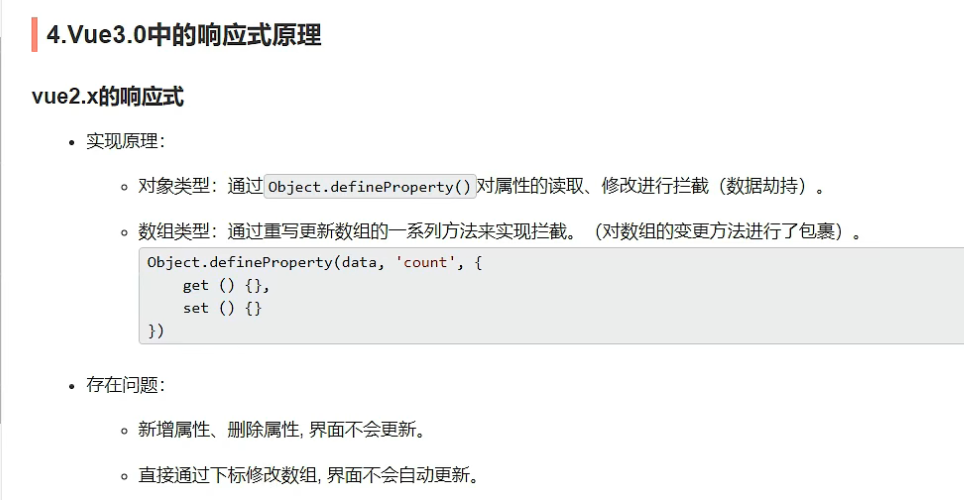 4.Vue3.0中的响应式原理
vue2.x的响应式
实现原理：
对象类型：通过Object.defineProperty()对属性的读取、修改进行拦截（数据劫持）。
数组类型：通过重写更新数组的一系列方法来实现拦截。（对数组的变更方法进行了包裹）。
Object.defineProperty(data, 'count', {
    get () {},
    set () {}
})
存在问题：
新增属性、删除属性, 界面不会更新。
直接通过下标修改数组, 界面不会自动更新。